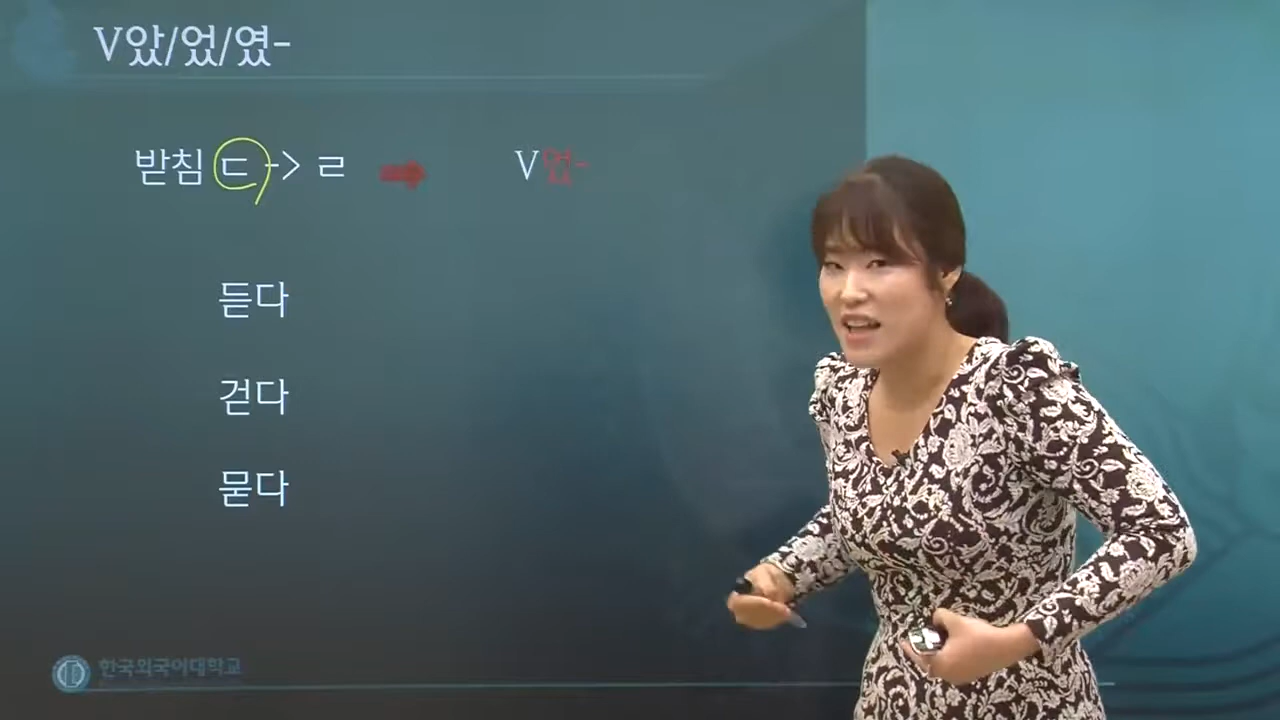 V았/었/였-
받침 ㄷ -> ㄹ V었-
듣다
걷다
묻다
한국외국어대학교